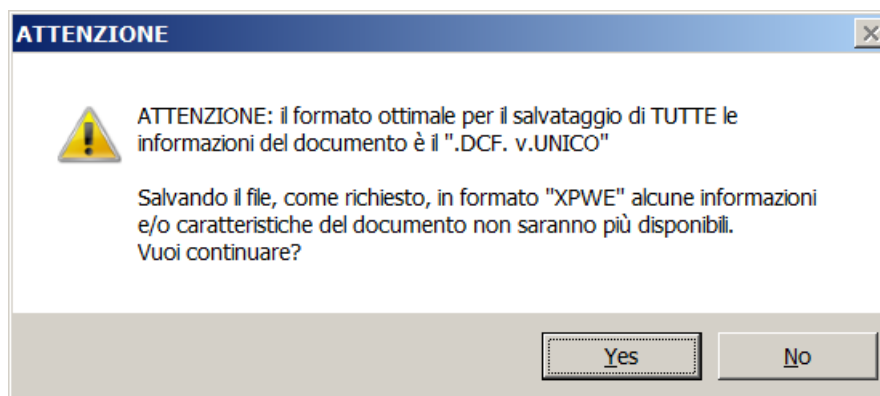 ATTENZIONE
ATTENZIONE: il formato ottimale per il salvataggio di TUTTE le
informazioni del documento è il ".DCF. v.UNICO"
Salvando il file, come richiesto, in formato "XPWE" alcune informazioni
e/o caratteristiche del documento non saranno più disponibili.
Vuoi continuare?
Yes
No